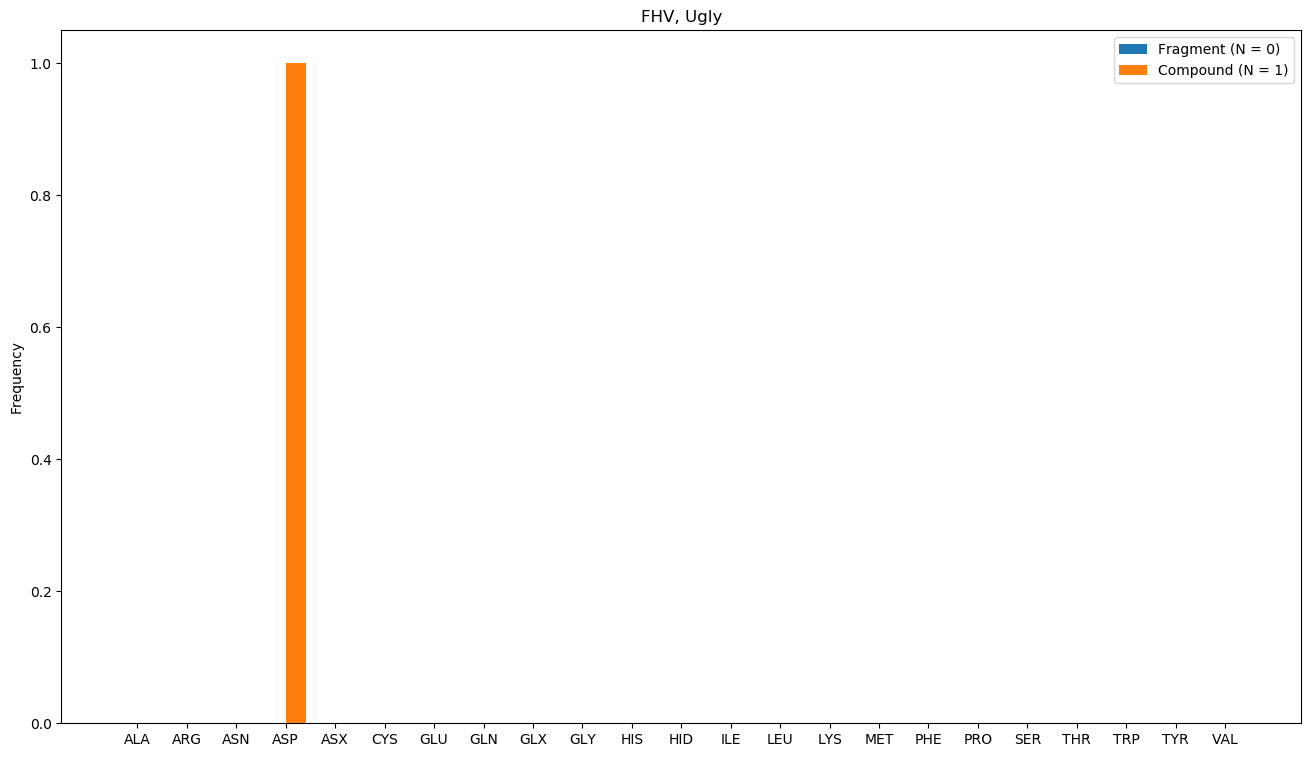 FHV, Ugly
Fragment (N = 0)
Compound (N = 1)
Frequency
1.0
0.8
0.6
0.4
0.2
0.0
ALA ARG ASN ASP ASX CYS GLU GLN GLX GLY HIS HID ILE LEU LYS MET PHE PRO SER THR TRP TYR VAL